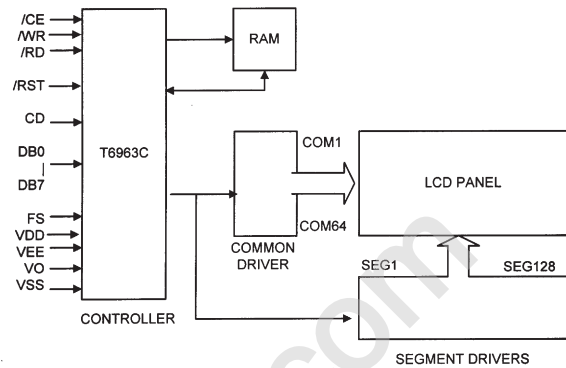 /CE
/WR
/RD
/RST
CD
DB0
|
DB7
FS
VDD
VEE
VO
VSS
T6963C
CONTROLLER
RAM
COM1
COM64
COMMON
DRIVER
LCD PANEL
SEG1
SEG128
SEGMENT DRIVERS
com